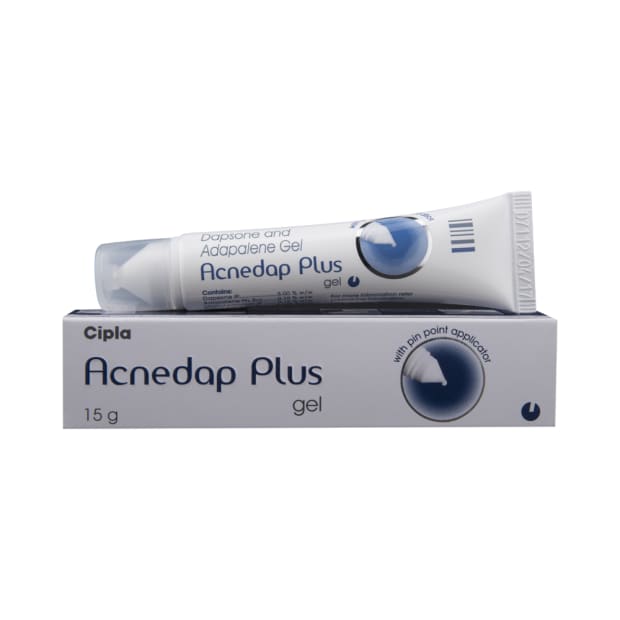 Dapsone and
Adapalene Gel
Acnedap Plus
gel
Contains:
Cipla
Acnedap Plus
gel
15 g
with pin point applicator